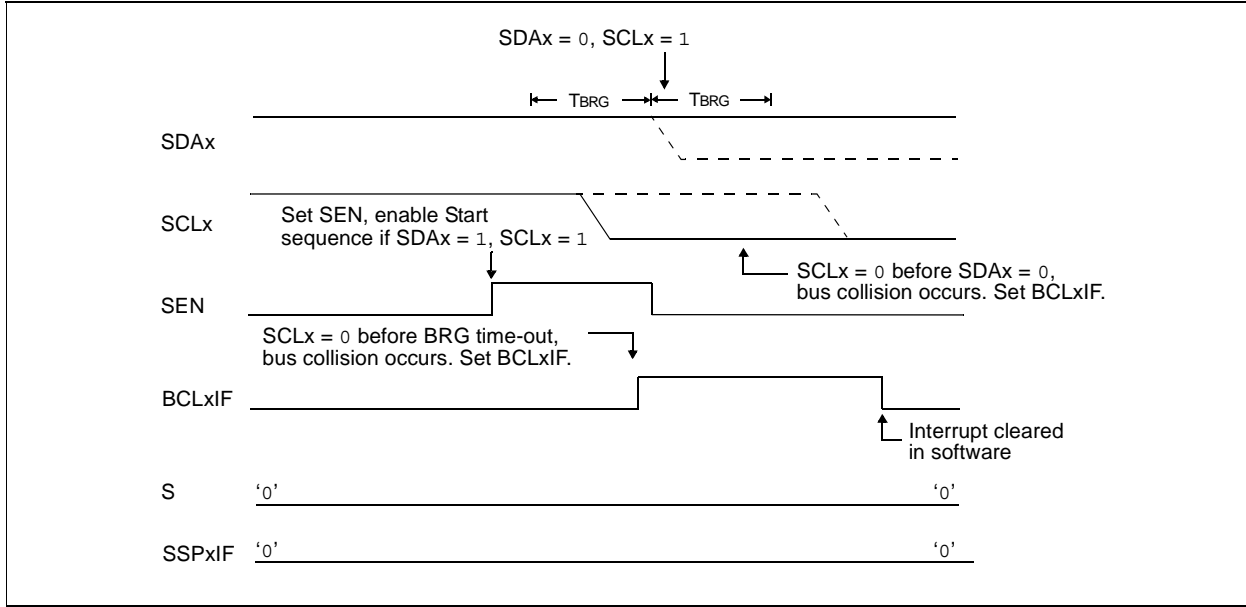 SDAx = 0, SCLx = 1
TBRG TBRG
SDAx
SCLx
Set SEN, enable Start
sequence if SDAx = 1, SCLx = 1
SCLx = 0 before SDAx = 0,
bus collision occurs. Set BCLxIF.
SEN
SCLx = 0 before BRG time-out,
bus collision occurs. Set BCLxIF.
BCLxIF
Interrupt cleared
in software
S ‘0’ ‘0’
SSPxIF ‘0’ ‘0’